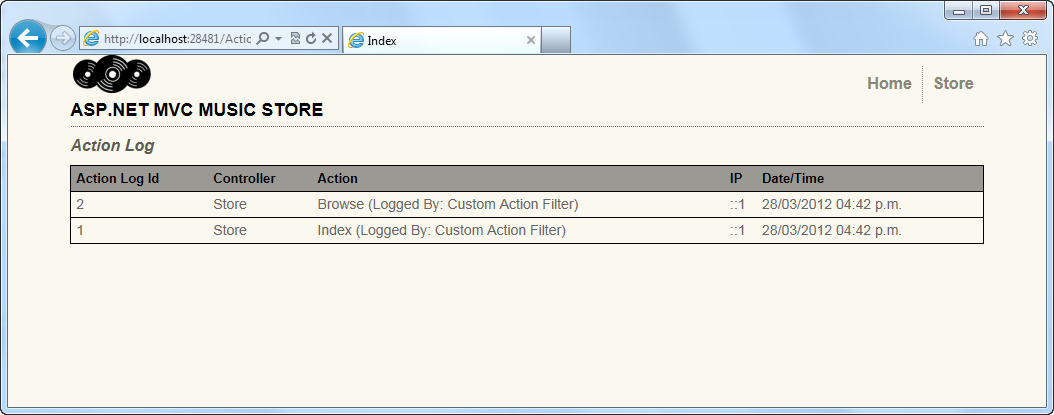 http://localhost:28481/Actic
Index
Home
Store
ASP.NET MVC MUSIC STORE
Action Log
Action Log Id Controller Action IP Date/Time
2 Store Browse (Logged By: Custom Action Filter) ::1 28/03/2012 04:42 p.m.
1 Store Index (Logged By: Custom Action Filter) ::1 28/03/2012 04:42 p.m.